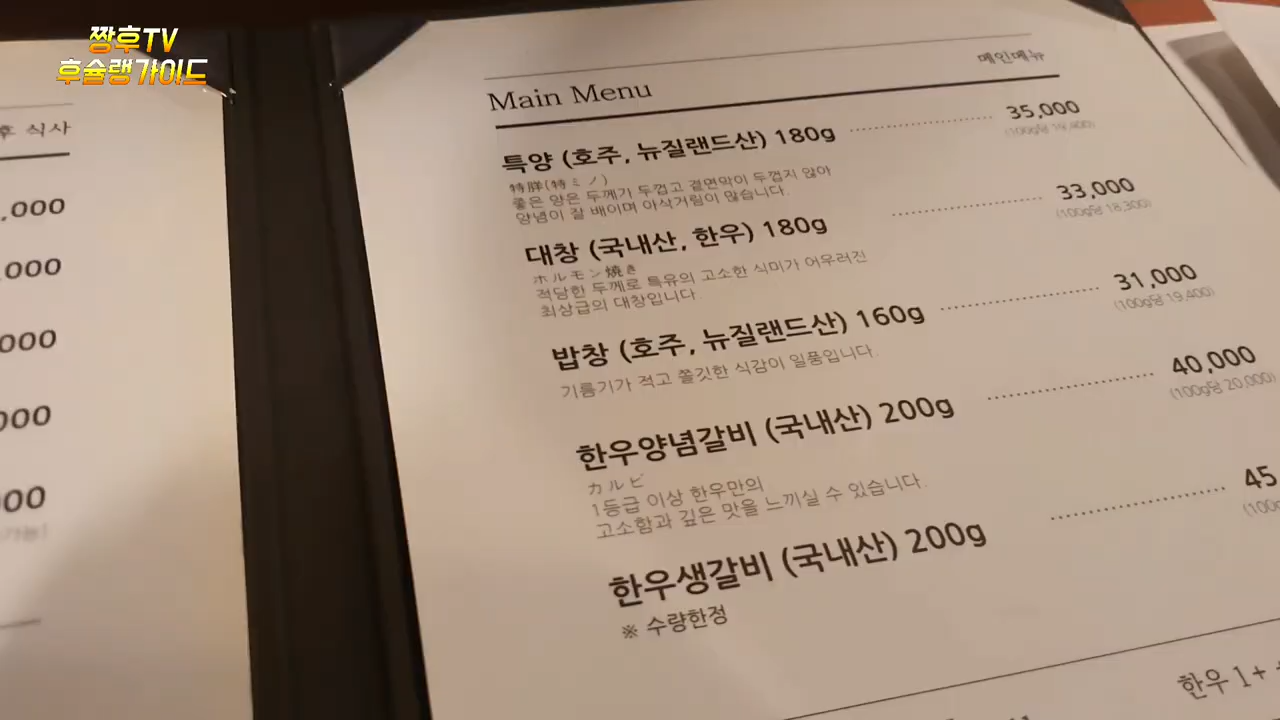 짱후TV
후슐랭가이드
후 식사
,000
,000
000
000
00
Main Menu
메인메뉴
특양 (호주, 뉴질랜드산) 180g
35,000
(100g당 19,400)
特胖(特ミノ)
좋은 양은 두께기 두껍고 겉면막이 두껍지 않아
양념이 잘 배이며 아삭거림이 많습니다.
대창 (국내산, 한우) 180g
33,000
(100g당 18,300)
ホルモン焼き
적당한 두께로 특유의 고소한 식미가 어우러진
최상급의 대창입니다.
밥창 (호주, 뉴질랜드산) 160g
31,000
(100g당 19,400)
기름기가 적고 쫄깃한 식감이 일품입니다.
한우양념갈비 (국내산) 200g
40,000
(100g당 20,000)
カルビ
1등급 이상 한우만의
고소함과 깊은 맛을 느끼실 수 있습니다.
한우생갈비 (국내산) 200g
45
(100g
※ 수량한정
한우 1+